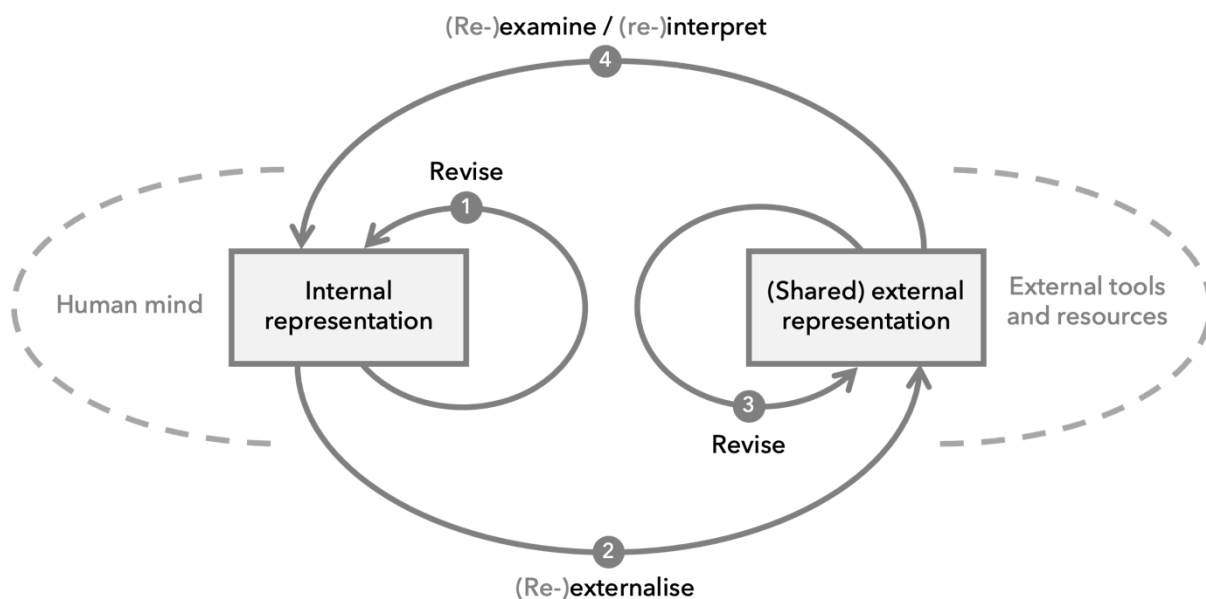 (Re-)examine / (re-)interpret
4
Revise
1
Human mind
Internal
representation
(Shared) external
representation
External tools
and resources
3
Revise
2
(Re-)externalise